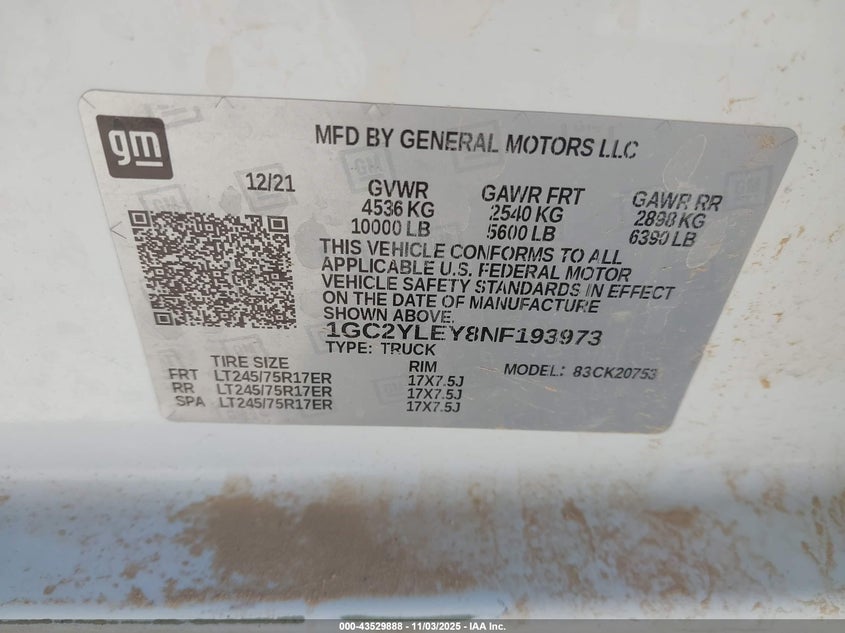 gm
MFD BY GENERAL MOTORS LLC
12/21
GVWR GAWR FRT GAWR RR
4536 KG 2540 KG 2898 KG
10000 LB 5600 LB 6390 LB
THIS VEHICLE CONFORMS TO ALL
APPLICABLE U.S. FEDERAL MOTOR
VEHICLE SAFETY STANDARDS IN EFFECT
ON THE DATE OF MANUFACTURE
SHOWN ABOVE.
1GC2YLEY8NF193973
TYPE: TRUCK
TIRE SIZE RIM MODEL: 83CK20753
FRT LT245/75R17ER 17X7.5J
RR LT245/75R17ER 17X7.5J
SPA LT245/75R17ER 17X7.5J
000-43529888 - 11/03/2025 - IAA Inc.